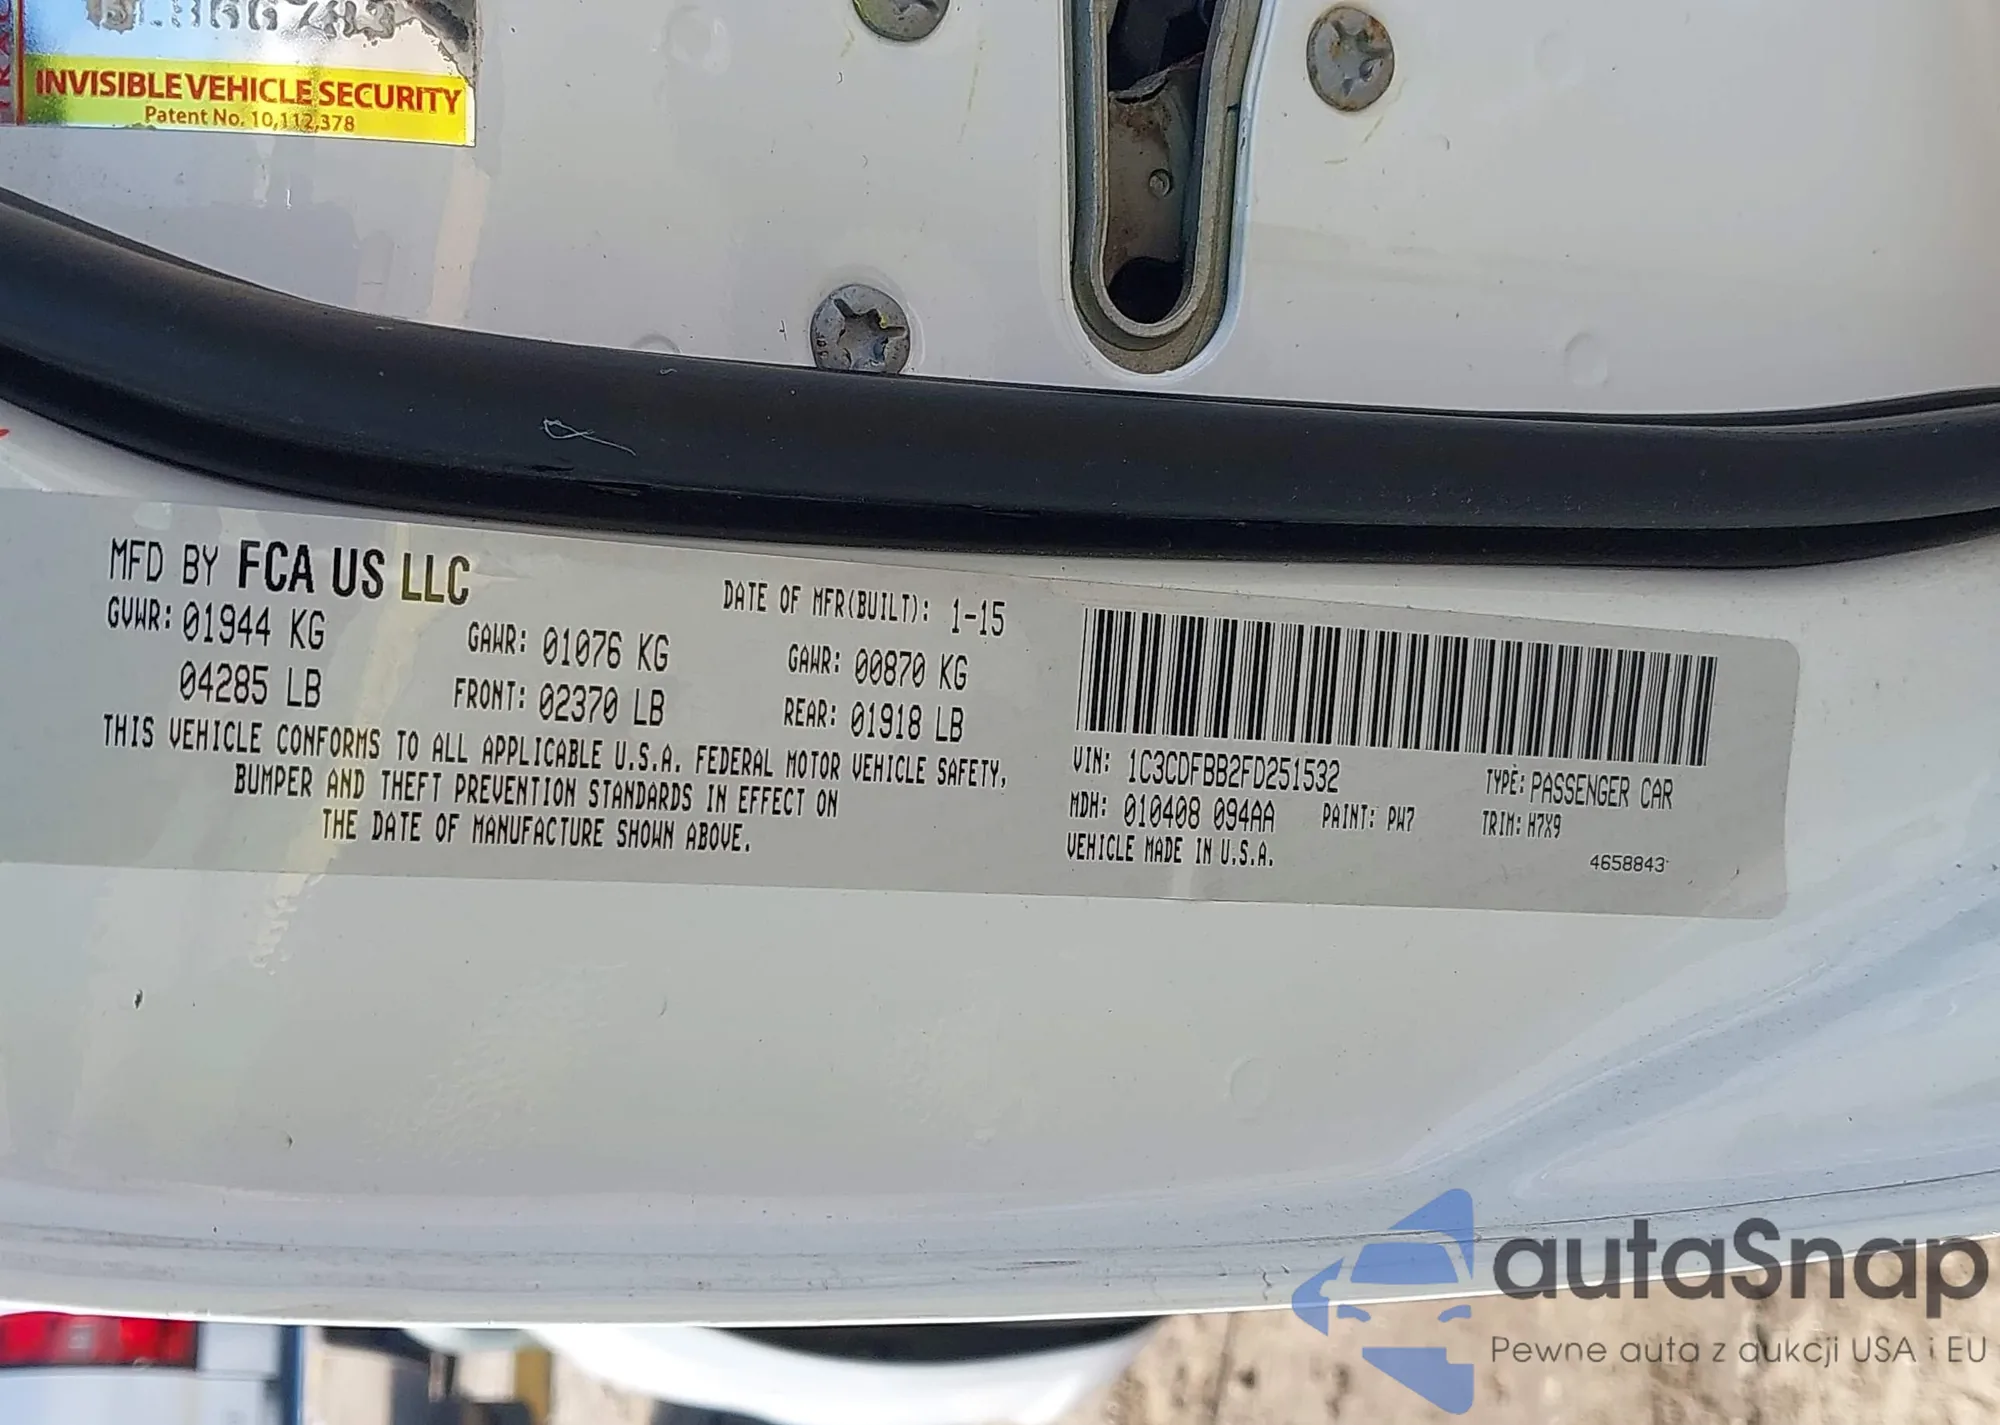 INVISIBLE VEHICLE SECURITY
Patent No. 10,112,378
MFD BY FCA US LLC
DATE OF MFR(BUILT): 1-15
GVWR: 01944 KG GAWR: 01076 KG GAWR: 00870 KG
04285 LB FRONT: 02370 LB REAR: 01918 LB
THIS VEHICLE CONFORMS TO ALL APPLICABLE U.S.A. FEDERAL MOTOR VEHICLE SAFETY,
BUMPER AND THEFT PREVENTION STANDARDS IN EFFECT ON
THE DATE OF MANUFACTURE SHOWN ABOVE.
VIN: 1C3CDFBB2FD251532 TYPE: PASSENGER CAR
MDH: 010408 094AA PAINT: PW7 TRIM: H7X9
VEHICLE MADE IN U.S.A.
4658843
autaSnap
Pewne auta z aukcji USA i EU